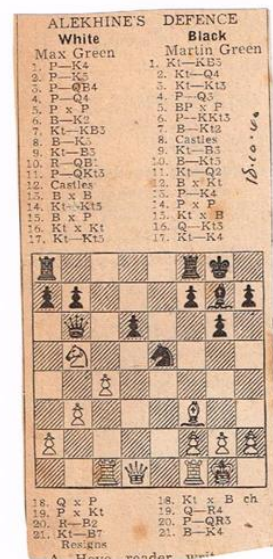 ALEKHINE'S DEFENCE
White Black
Max Green Martin Green
1. P—K4 1. Kt—KB3
2. P—K5 2. Kt—Q4
3. P—QB4 3. Kt—Kt3
4. P—Q4 4. P—Q3
5. P x P 5. BP x P
6. B—K2 6. P—KKt3
7. Kt—KB3 7. B—Kt2
8. B—K3 8. Castles
9. Kt—B3 9. Kt—B3
10. R—QB1 10. B—Kt5
11. P—QKt3 11. Kt—Q2
12. Castles 12. B x Kt
13. B x B 13. P—K4
14. Kt—Kt5 14. P x P
15. B x P 15. Kt x B
16. Kt x Kt 16. Q—Kt3
17. Kt—Kt5 17. Kt—K4
18. Q x P 18. Kt x B ch
19. P x Kt 19. Q—R4
20. R—B2 20. P—QR3
21. Kt—B7 21. B—K4
Resigns
A Hove reader writ